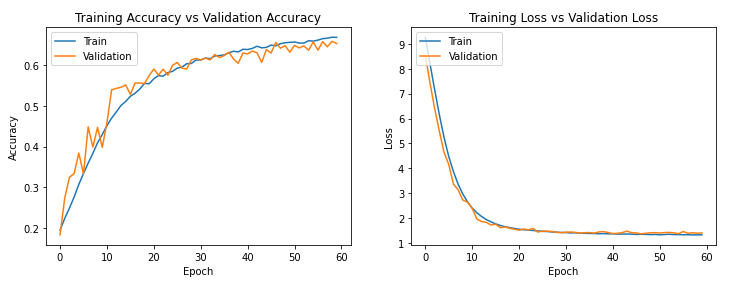 Training Accuracy vs Validation Accuracy
Train
Validation
0.6
0.5
0.4
0.3
0.2
Accuracy
0 10 20 30 40 50 60
Epoch
Training Loss vs Validation Loss
Train
Validation
9
8
7
6
5
4
3
2
1
Loss
0 10 20 30 40 50 60
Epoch